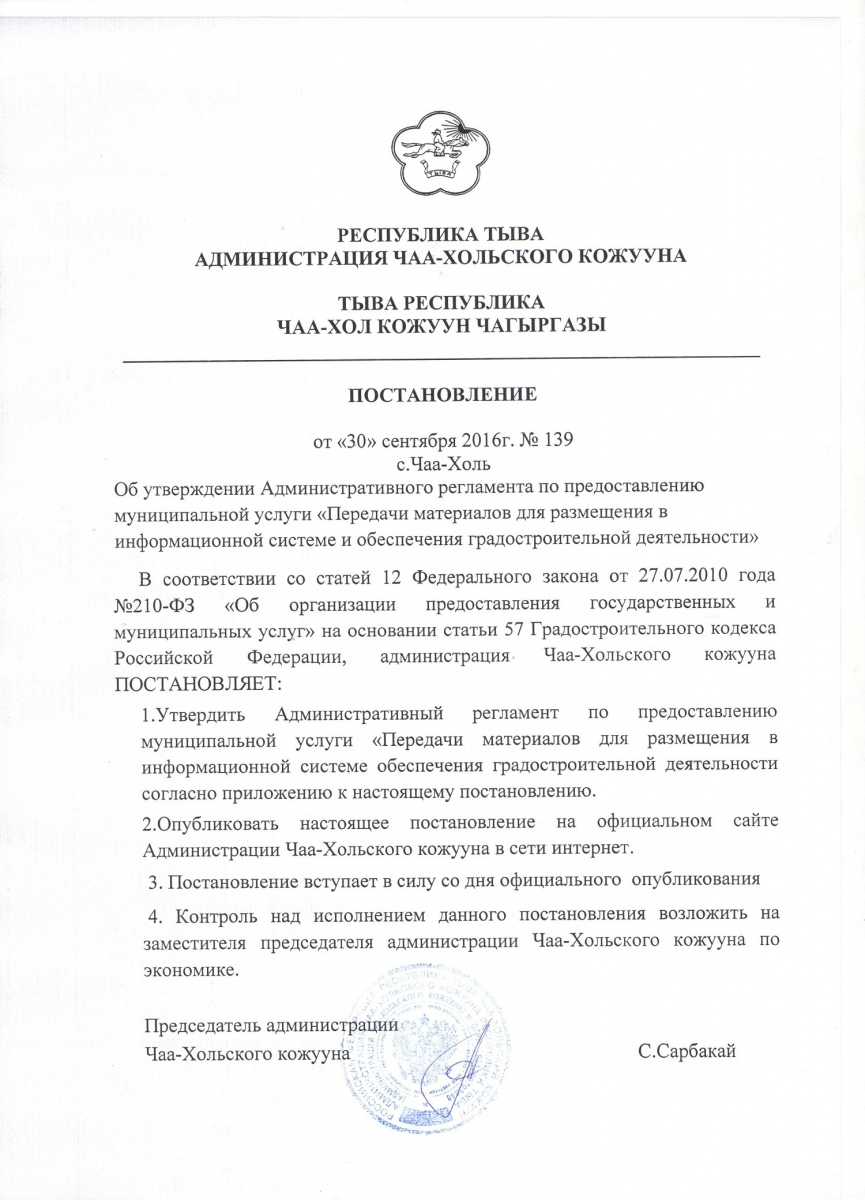 ТЫВА
РЕСПУБЛИКА ТЫВА
АДМИНИСТРАЦИЯ ЧАА-ХОЛЬСКОГО КОЖУУНА
ТЫВА РЕСПУБЛИКА
ЧАА-ХОЛ КОЖУУН ЧАГЫРГАЗЫ
ПОСТАНОВЛЕНИЕ
от «30» сентября 2016г. № 139
с.Чаа-Холь
Об утверждении Административного регламента по предоставлению
муниципальной услуги «Передачи материалов для размещения в
информационной системе и обеспечения градостроительной деятельности»
В соответствии со статей 12 Федерального закона от 27.07.2010 года
№210-ФЗ «Об организации предоставления государственных и
муниципальных услуг» на основании статьи 57 Градостроительного кодекса
Российской Федерации, администрация Чаа-Хольского кожууна
ПОСТАНОВЛЯЕТ:
1.Утвердить Административный регламент по предоставлению
муниципальной услуги «Передачи материалов для размещения в
информационной системе обеспечения градостроительной деятельности
согласно приложению к настоящему постановлению.
2.Опубликовать настоящее постановление на официальном сайте
Администрации Чаа-Хольского кожууна в сети интернет.
3. Постановление вступает в силу со дня официального опубликования
4. Контроль над исполнением данного постановления возложить на
заместителя председателя администрации Чаа-Хольского кожууна по
экономике.
Председатель администрации
Чаа-Хольского кожууна
С.Сарбакай